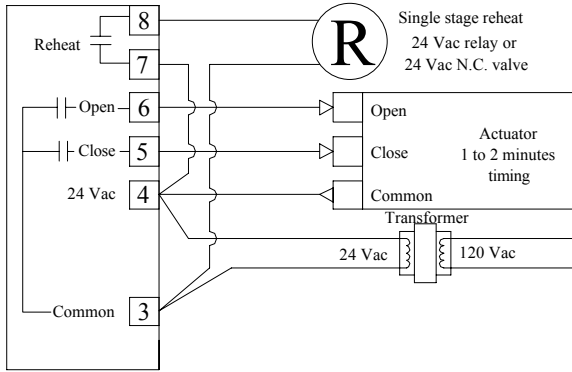 8
Reheat
7
R
Single stage reheat
24 Vac relay or
24 Vac N.C. valve
Open
6
Open
Close
5
Close
24 Vac
4
Common
Actuator
1 to 2 minutes
timing
Transformer
24 Vac
120 Vac
Common
3